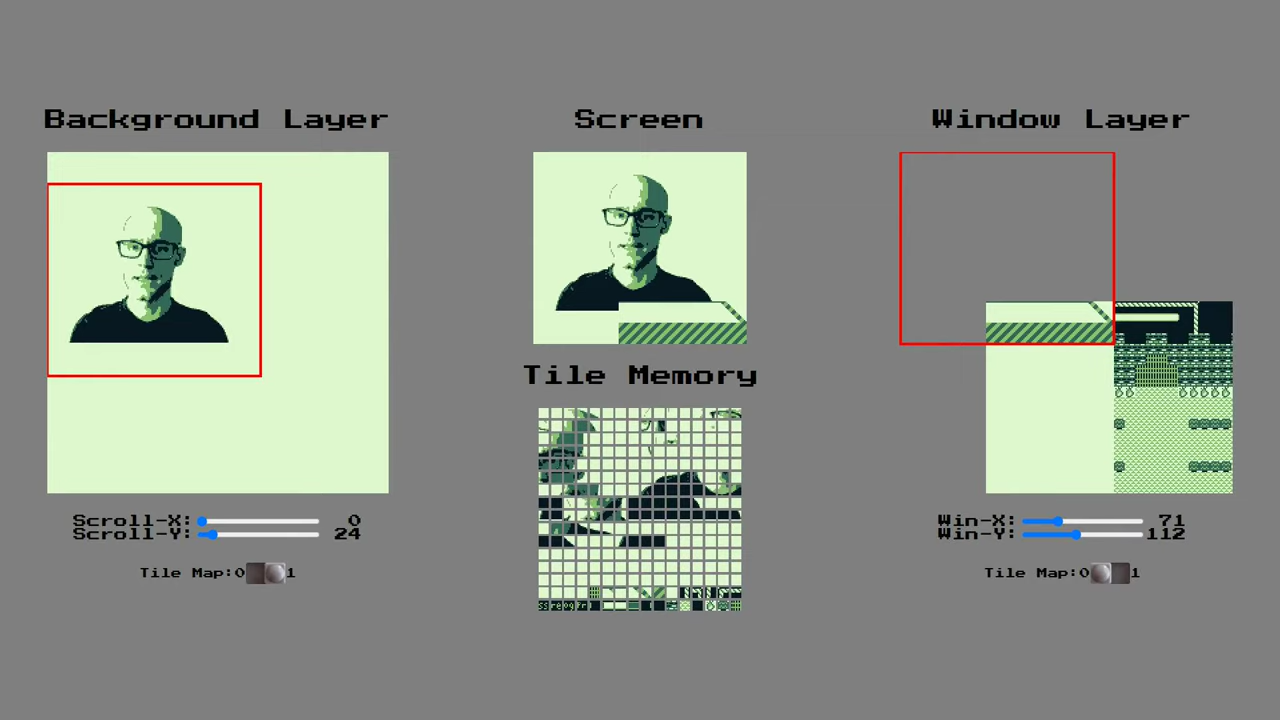 Background Layer
Screen
Window Layer
Tile Memory
Scroll-X: 0
Scroll-Y: 24
Tile Map:0 1
Win-X: 71
Win-Y: 112
Tile Map:0 1